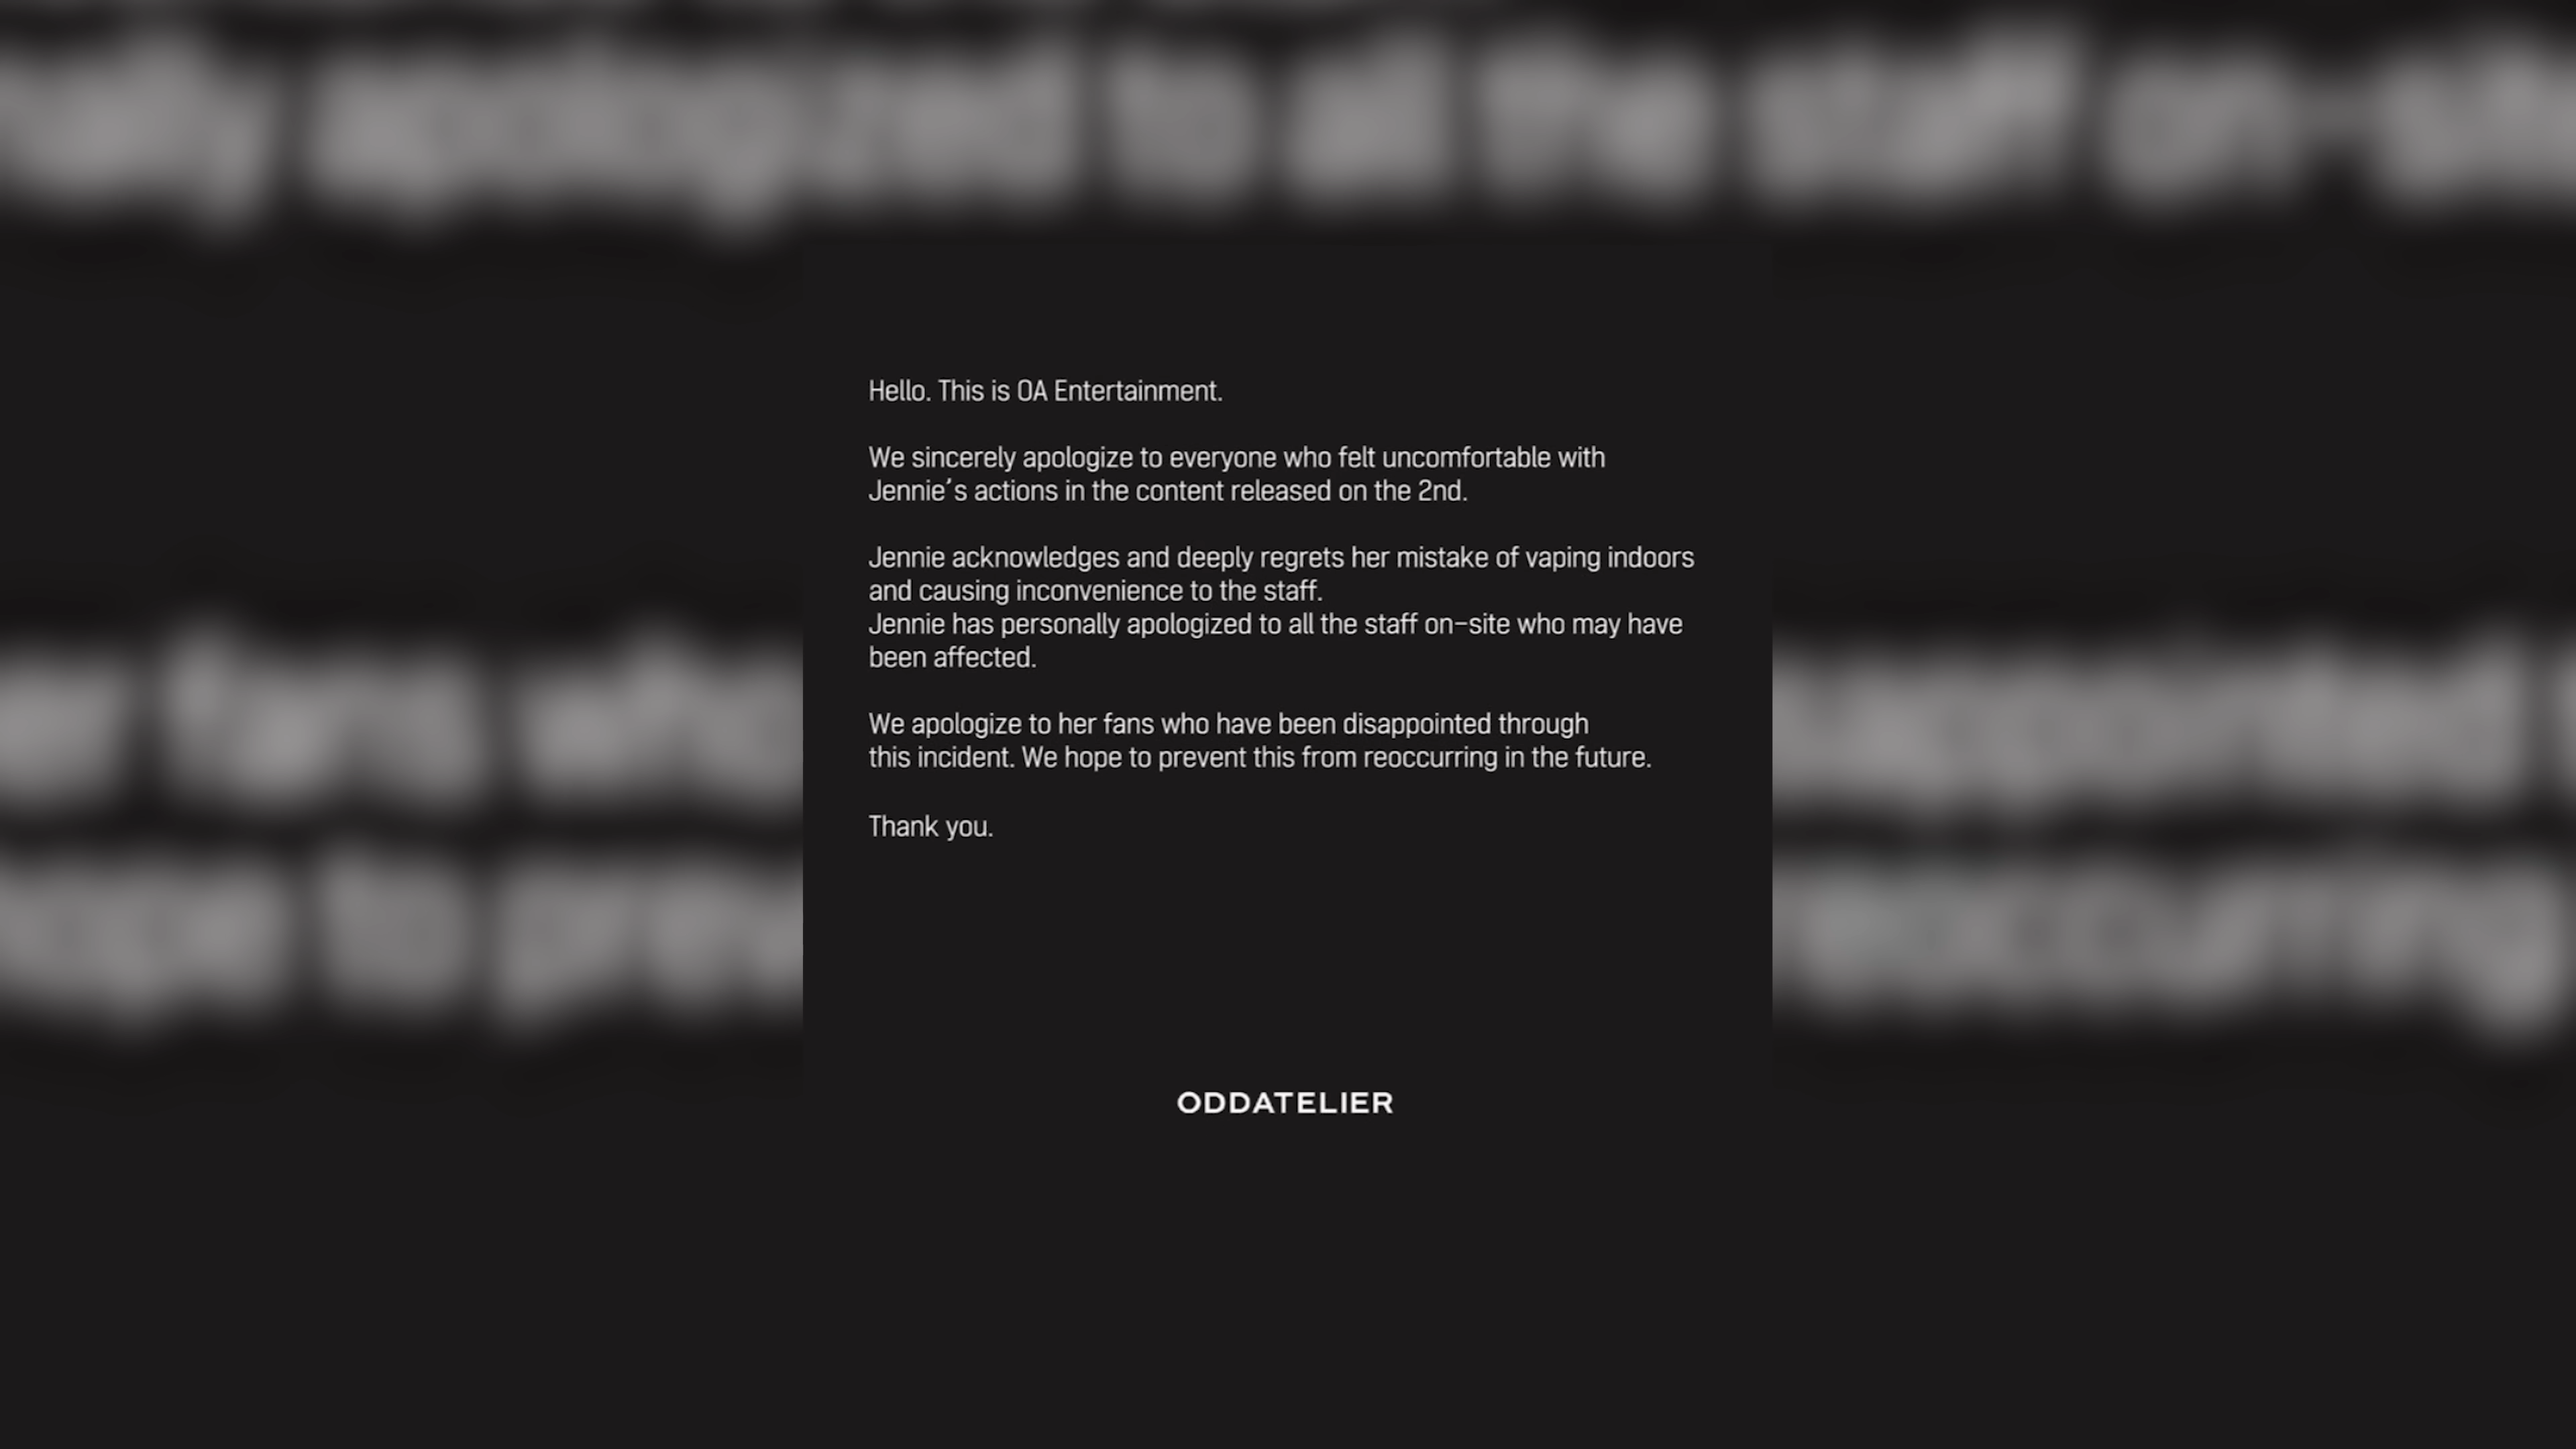 Hello. This is OA Entertainment.
We sincerely apologize to everyone who felt uncomfortable with
Jennie's actions in the content released on the 2nd.
Jennie acknowledges and deeply regrets her mistake of vaping indoors
and causing inconvenience to the staff.
Jennie has personally apologized to all the staff on-site who may have
been affected.
We apologize to her fans who have been disappointed through
this incident. We hope to prevent this from reoccurring in the future.
Thank you.
ODDATELIER